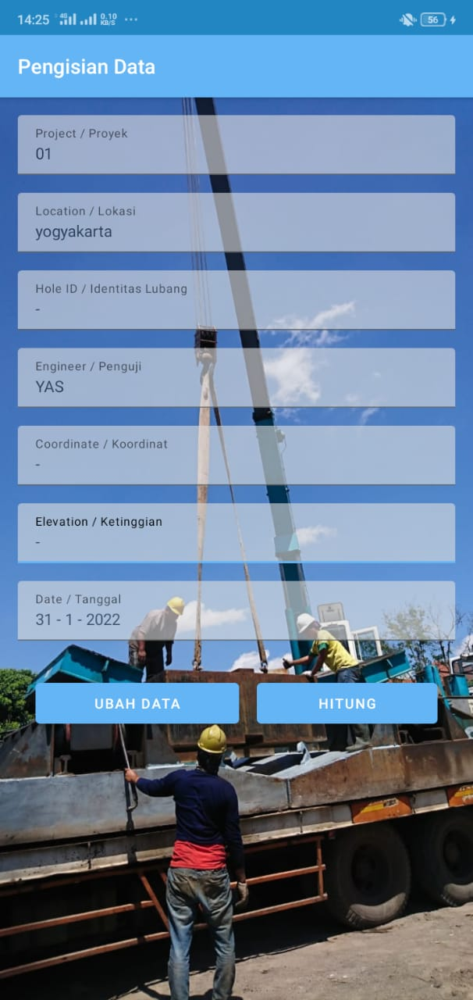 14:25
4G
0.10
KB/S
56
Pengisian Data
Project / Proyek
01
Location / Lokasi
yogyakarta
Hole ID / Identitas Lubang
-
Engineer / Penguji
YAS
Coordinate / Koordinat
-
Elevation / Ketinggian
-
Date / Tanggal
31 - 1 - 2022
UBAH DATA
HITUNG